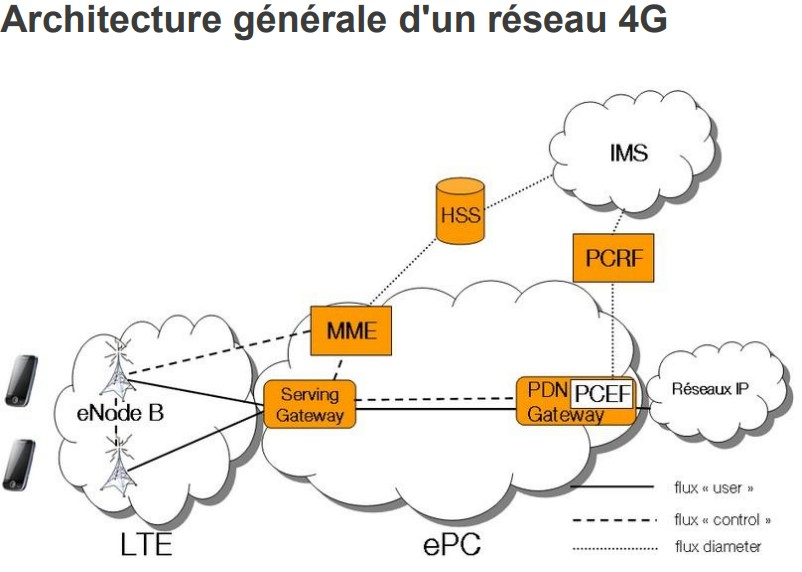 Architecture générale d'un réseau 4G
IMS
HSS
PCRF
MME
Serving
Gateway
PDN
PCEF
Gateway
Réseaux IP
eNode B
LTE
ePC
flux « user »
flux « control »
flux diameter